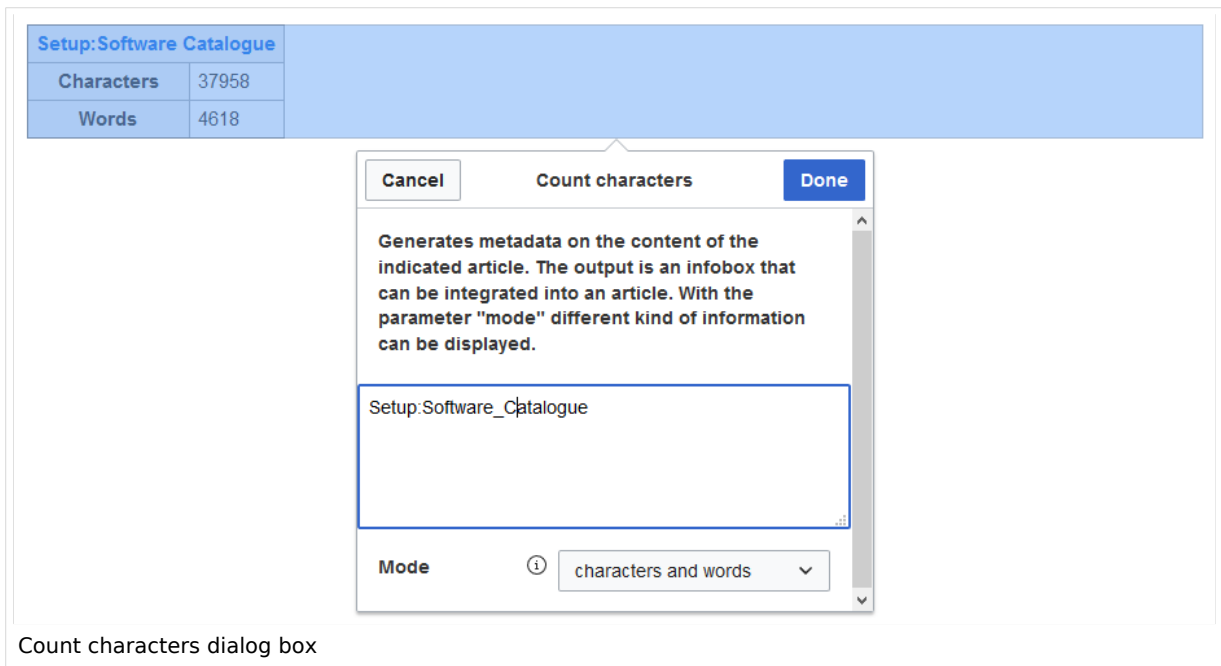 Setup:Software Catalogue
Characters 37958
Words 4618
Cancel Count characters Done
Generates metadata on the content of the
indicated article. The output is an infobox that
can be integrated into an article. With the
parameter "mode" different kind of information
can be displayed.
Setup:Software_Catalogue
Mode characters and words
Count characters dialog box